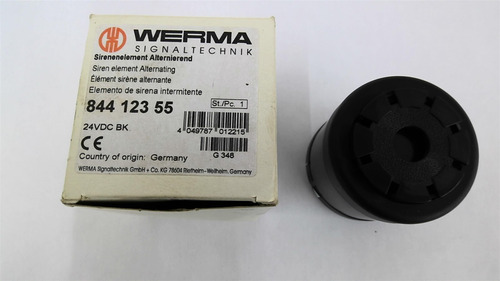 WERMA
SIGNALTECHNIK
Sirenenelement Alternierend
Siren element Alternating
Élément sirène alternante
Elemento de sirena intermitente
844 123 55
St./Pc. 1
24VDC BK
4 049787 012215
CE
Country of origin: Germany
G 348
WERMA Signaltechnik GmbH + Co. KG 78604 Rietheim-Weilheim, Germany